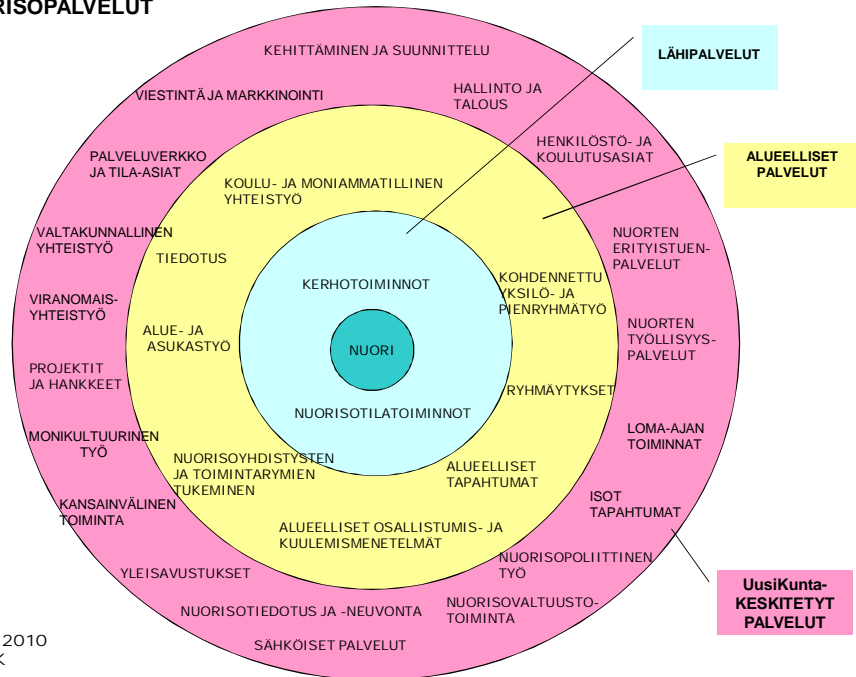 RISOPALVELUT
KEHITTÄMINEN JA SUUNNITTELU
LÄHIPALVELUT
VIESTINTÄ JA MARKKINOINTI
HALLINTO JA
TALOUS
HENKILÖSTÖ- JA
KOULUTUSASIAT
ALUEELLISET
PALVELUT
PALVELUVERKKO
JA TILA-ASIAT
KOULU- JA MONIAMMATILLINEN
YHTEISTYÖ
VALTAKUNNALLINEN
YHTEISTYÖ
TIEDOTUS
NUORTEN
ERITYISTUEN-
PALVELUT
KERHOTOIMINNOT
KOHDENNETTU
YKSILÖ- JA
PIENRYHMÄTYÖ
VIRANOMAIS-
YHTEISTYÖ
ALUE- JA
ASUKASTYÖ
NUORI
NUORTEN
TYÖLLISYYS-
PALVELUT
PROJEKTIT
JA HANKKEET
RYHMÄYTYKSET
NUORISOTILATOIMINNOT
LOMA-AJAN
TOIMINNAT
MONIKULTUURINEN
TYÖ
NUORISOYHDISTYSTEN
JA TOIMINTARYMIEN
TUKEMINEN
ALUEELLISET
TAPAHTUMAT
KANSAINVÄLINEN
TOIMINTA
ISOT
TAPAHTUMAT
ALUEELLISET OSALLISTUMIS- JA
KUULEMISMENETELMÄT
NUORISOPOLIITTINEN
TYÖ
YLEISAVUSTUKSET
UusiKunta-
KESKITETYT
PALVELUT
NUORISOTIEDOTUS JA -NEUVONTA
NUORISOVALTUUSTO-
TOIMINTA
SÄHKÖISET PALVELUT
2010
K